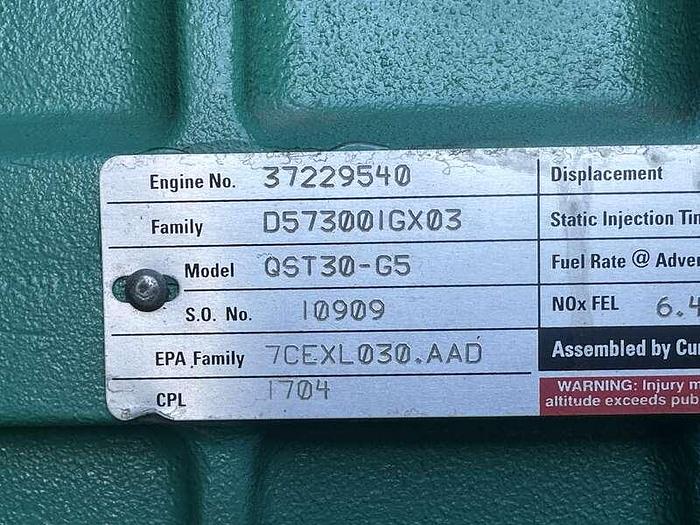 Engine No. 37229540
Family D573001GX03
Model QST30-G5
S.O. No. 10909
EPA Family 7CEXL030.AAD
CPL 1704
Displacement
Static Injection Tim
Fuel Rate @ Adver
NOx FEL 6.4
Assembled by Cu
WARNING: Injury m
altitude exceeds pub